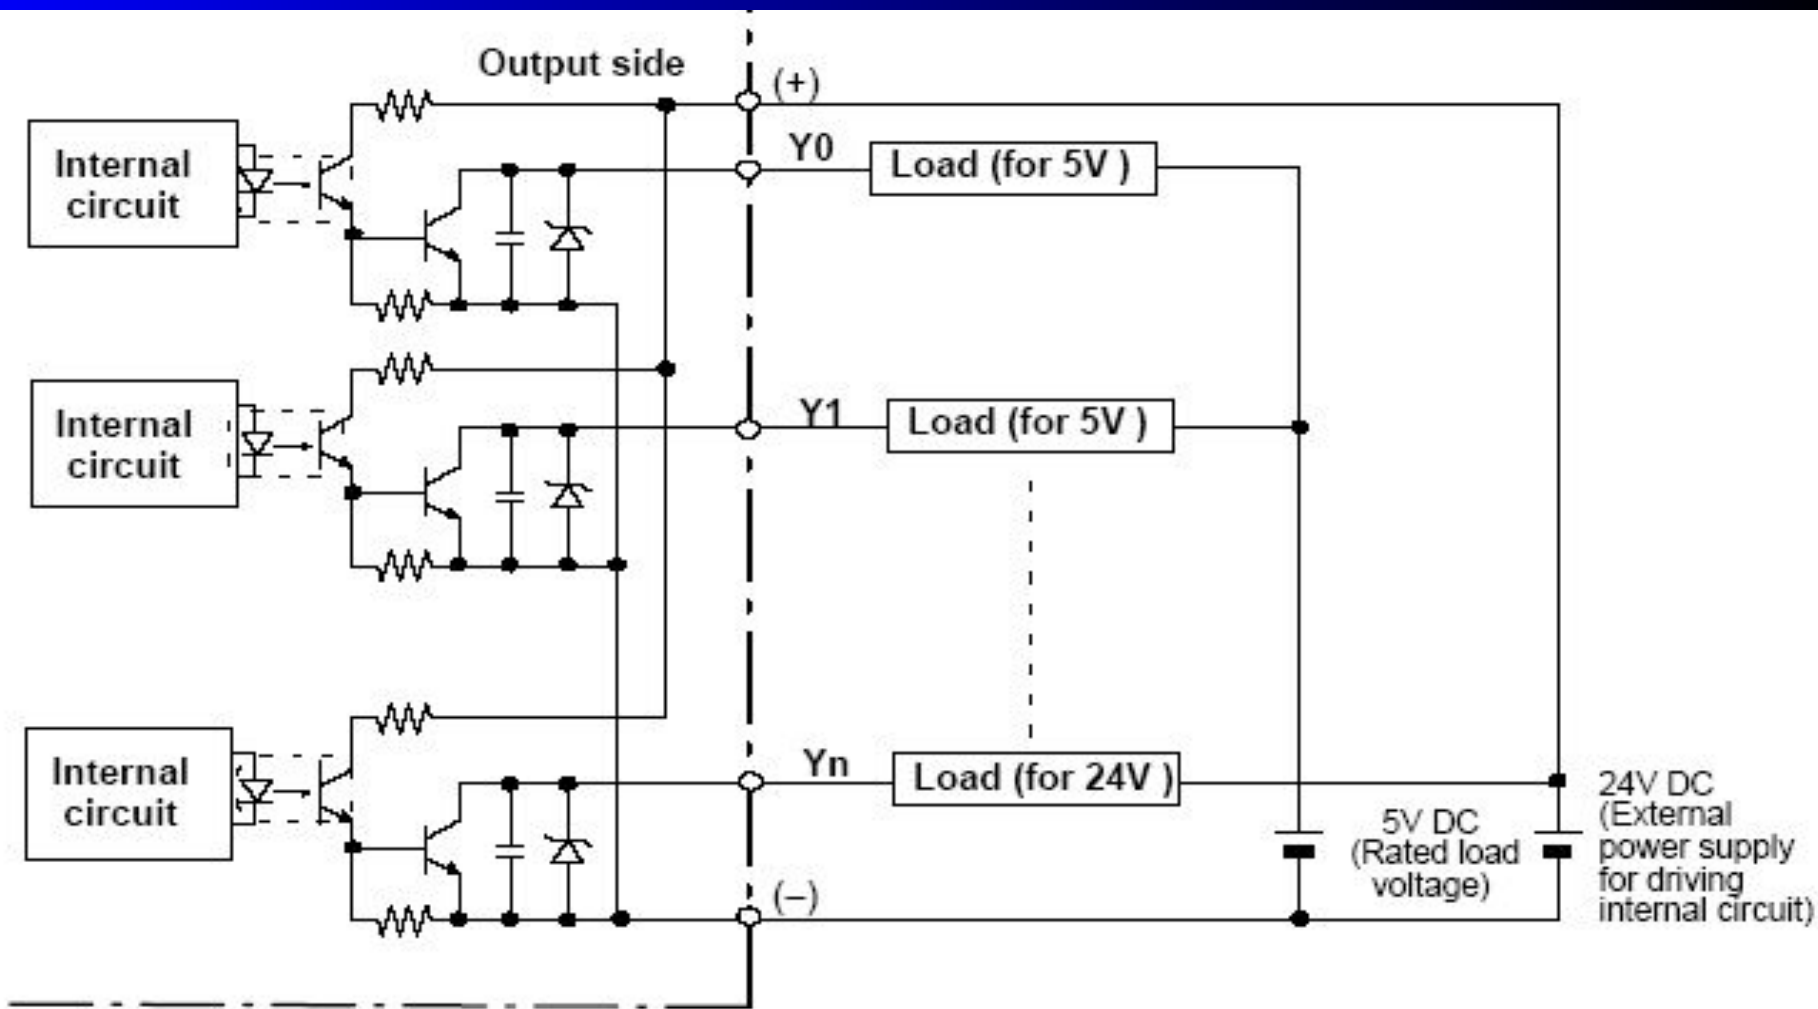 Output side
(+)
Internal
circuit
Y0
Load (for 5V )
Internal
circuit
Y1
Load (for 5V )
Internal
circuit
Yn
Load (for 24V )
(–)
5V DC
(Rated load
voltage)
24V DC
(External
power supply
for driving
internal circuit)